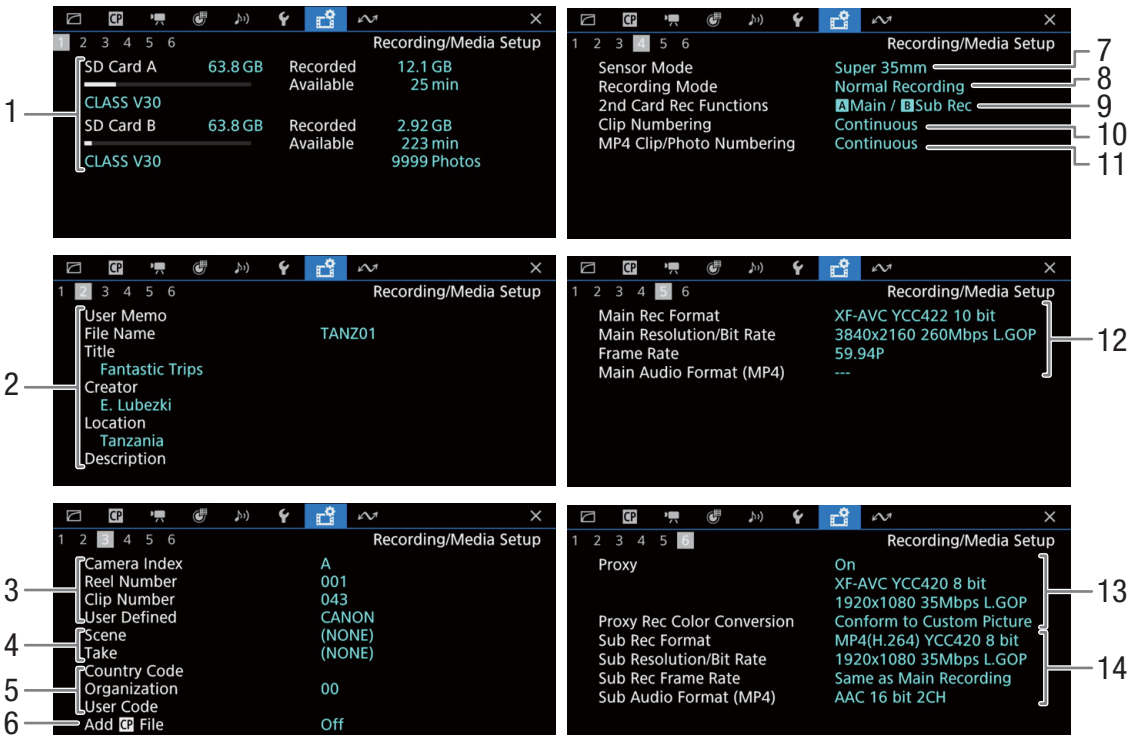 1 2 3 4 5 6 Recording/Media Setup
SD Card A 63.8 GB Recorded 12.1 GB
Available 25 min
CLASS V30
SD Card B 63.8 GB Recorded 2.92 GB
Available 223 min
CLASS V30 9999 Photos
1
CP
1 2 3 4 5 6 Recording/Media Setup
User Memo
File Name TANZ01
Title
Fantastic Trips
Creator
E. Lubezki
Location
Tanzania
Description
2
CP
1 2 3 4 5 6 Recording/Media Setup
Camera Index A
Reel Number 001
Clip Number 043
User Defined CANON
Scene (NONE)
Take (NONE)
Country Code
Organization 00
User Code
Add CP File Off
3
4
5
6
CP
CP
1 2 3 4 5 6 Recording/Media Setup
Sensor Mode Super 35mm
Recording Mode Normal Recording
2nd Card Rec Functions A Main / B Sub Rec
Clip Numbering Continuous
MP4 Clip/Photo Numbering Continuous
7
8
9
10
11
CP
1 2 3 4 5 6 Recording/Media Setup
Main Rec Format XF-AVC YCC422 10 bit
Main Resolution/Bit Rate 3840x2160 260Mbps L.GOP
Frame Rate 59.94P
Main Audio Format (MP4) ---
12
CP
1 2 3 4 5 6 Recording/Media Setup
Proxy On
XF-AVC YCC420 8 bit
1920x1080 35Mbps L.GOP
Proxy Rec Color Conversion Conform to Custom Picture
Sub Rec Format MP4(H.264) YCC420 8 bit
Sub Resolution/Bit Rate 1920x1080 35Mbps L.GOP
Sub Rec Frame Rate Same as Main Recording
Sub Audio Format (MP4) AAC 16 bit 2CH
13
14